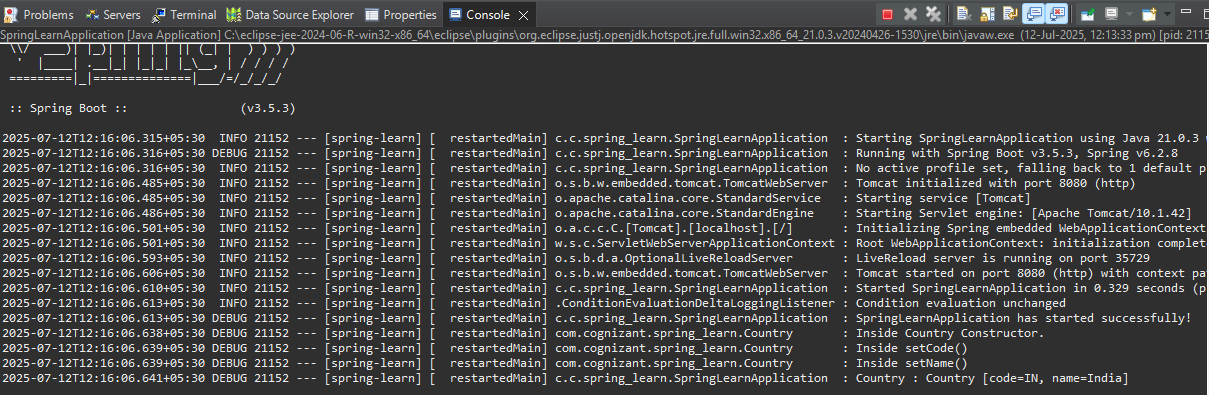 Problems Servers Terminal Data Source Explorer Properties Console
SpringLearnApplication [Java Application] C:\eclipse-jee-2024-06-R-win32-x86_64\eclipse\plugins\org.eclipse.justj.openjdk.hotspot.jre.full.win32.x86_64_21.0.3.v20240426-1530\jre\bin\javaw.exe (12-Jul-2025, 12:13:33 pm) [pid: 2115
:: Spring Boot :: (v3.5.3)
2025-07-12T12:16:06.315+05:30  INFO 21152 --- [spring-learn] [  restartedMain] c.c.spring_learn.SpringLearnApplication  : Starting SpringLearnApplication using Java 21.0.3 w
2025-07-12T12:16:06.316+05:30 DEBUG 21152 --- [spring-learn] [  restartedMain] c.c.spring_learn.SpringLearnApplication  : Running with Spring Boot v3.5.3, Spring v6.2.8
2025-07-12T12:16:06.316+05:30  INFO 21152 --- [spring-learn] [  restartedMain] c.c.spring_learn.SpringLearnApplication  : No active profile set, falling back to 1 default p
2025-07-12T12:16:06.485+05:30  INFO 21152 --- [spring-learn] [  restartedMain] o.s.b.w.embedded.tomcat.TomcatWebServer  : Tomcat initialized with port 8080 (http)
2025-07-12T12:16:06.485+05:30  INFO 21152 --- [spring-learn] [  restartedMain] o.apache.catalina.core.StandardService   : Starting service [Tomcat]
2025-07-12T12:16:06.486+05:30  INFO 21152 --- [spring-learn] [  restartedMain] o.apache.catalina.core.StandardEngine    : Starting Servlet engine: [Apache Tomcat/10.1.42]
2025-07-12T12:16:06.501+05:30  INFO 21152 --- [spring-learn] [  restartedMain] o.a.c.c.C.[Tomcat].[localhost].[/]       : Initializing Spring embedded WebApplicationContext
2025-07-12T12:16:06.501+05:30  INFO 21152 --- [spring-learn] [  restartedMain] w.s.c.ServletWebServerApplicationContext : Root WebApplicationContext: initialization complete
2025-07-12T12:16:06.593+05:30  INFO 21152 --- [spring-learn] [  restartedMain] o.s.b.d.a.OptionalLiveReloadServer       : LiveReload server is running on port 35729
2025-07-12T12:16:06.606+05:30  INFO 21152 --- [spring-learn] [  restartedMain] o.s.b.w.embedded.tomcat.TomcatWebServer  : Tomcat started on port 8080 (http) with context pa
2025-07-12T12:16:06.610+05:30  INFO 21152 --- [spring-learn] [  restartedMain] c.c.spring_learn.SpringLearnApplication  : Started SpringLearnApplication in 0.329 seconds (p
2025-07-12T12:16:06.613+05:30  INFO 21152 --- [spring-learn] [  restartedMain] .ConditionEvaluationDeltaLoggingListener : Condition evaluation unchanged
2025-07-12T12:16:06.613+05:30 DEBUG 21152 --- [spring-learn] [  restartedMain] c.c.spring_learn.SpringLearnApplication  : SpringLearnApplication has started successfully!
2025-07-12T12:16:06.638+05:30 DEBUG 21152 --- [spring-learn] [  restartedMain] com.cognizant.spring_learn.Country       : Inside Country Constructor.
2025-07-12T12:16:06.639+05:30 DEBUG 21152 --- [spring-learn] [  restartedMain] com.cognizant.spring_learn.Country       : Inside setCode()
2025-07-12T12:16:06.639+05:30 DEBUG 21152 --- [spring-learn] [  restartedMain] com.cognizant.spring_learn.Country       : Inside setName()
2025-07-12T12:16:06.641+05:30 DEBUG 21152 --- [spring-learn] [  restartedMain] c.c.spring_learn.SpringLearnApplication  : Country : Country [code=IN, name=India]